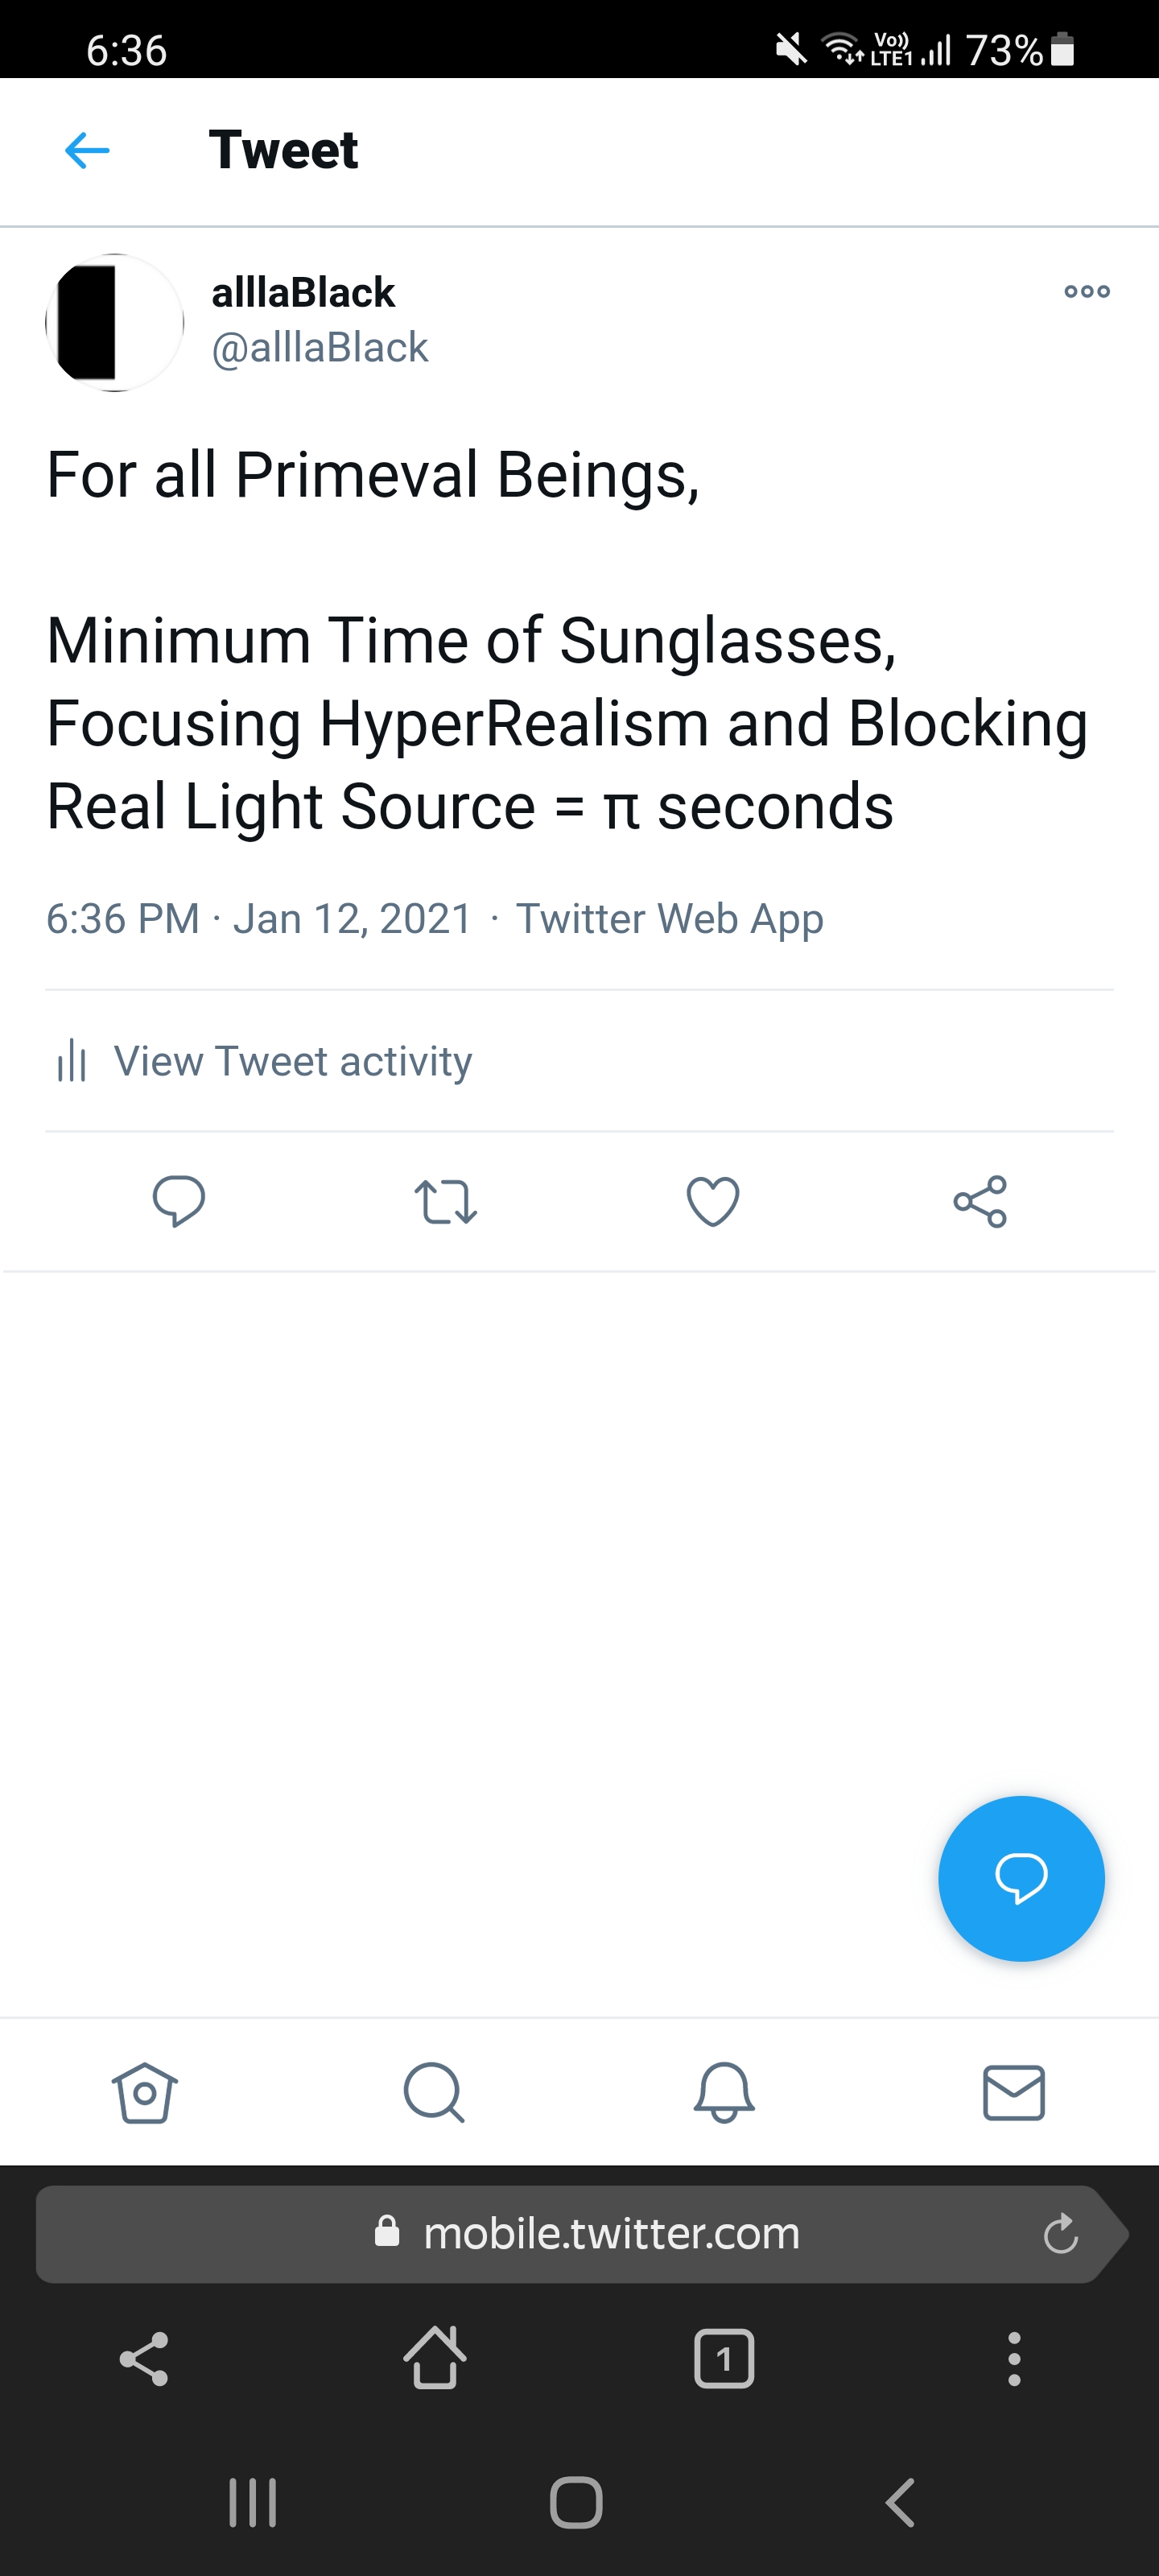 6:36 Vo)) LTE1 73%
Tweet
alllaBlack
@alllaBlack
For all Primeval Beings,
Minimum Time of Sunglasses,
Focusing HyperRealism and Blocking
Real Light Source = π seconds
6:36 PM · Jan 12, 2021 · Twitter Web App
View Tweet activity
mobile.twitter.com
1